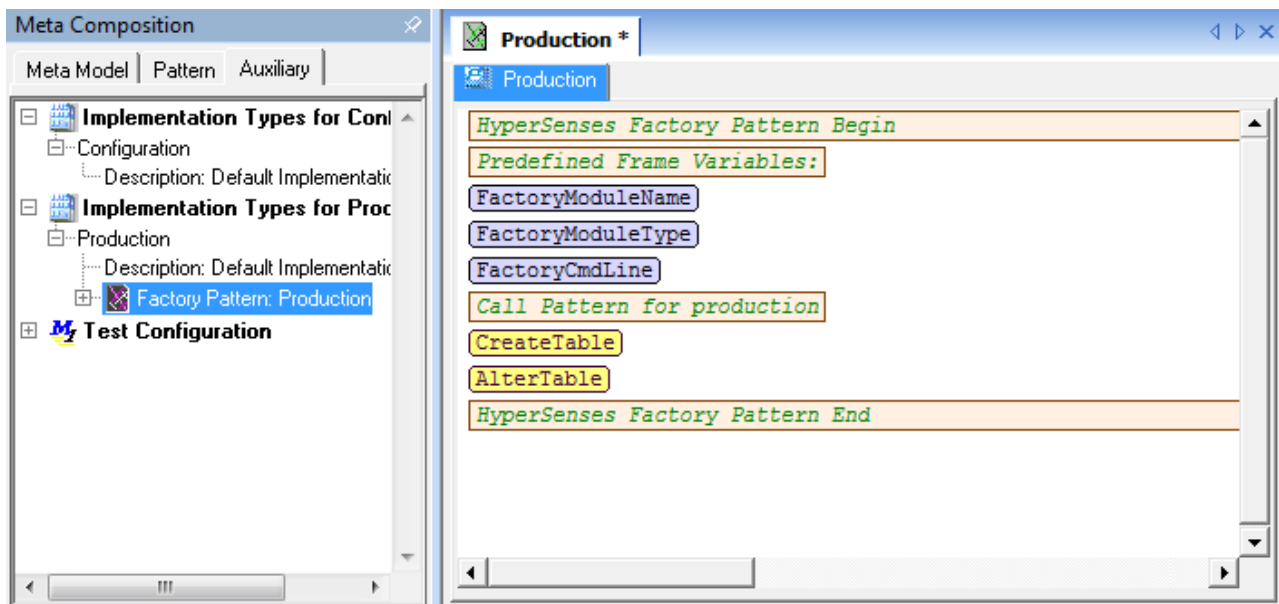 Meta Composition
Meta Model Pattern Auxiliary
Implementation Types for Con
Configuration
Description: Default Implementatio
Implementation Types for Proc
Production
Description: Default Implementatio
Factory Pattern: Production
Test Configuration
Production *
Production
HyperSenses Factory Pattern Begin
Predefined Frame Variables:
FactoryModuleName
FactoryModuleType
FactoryCmdLine
Call Pattern for production
CreateTable
AlterTable
HyperSenses Factory Pattern End